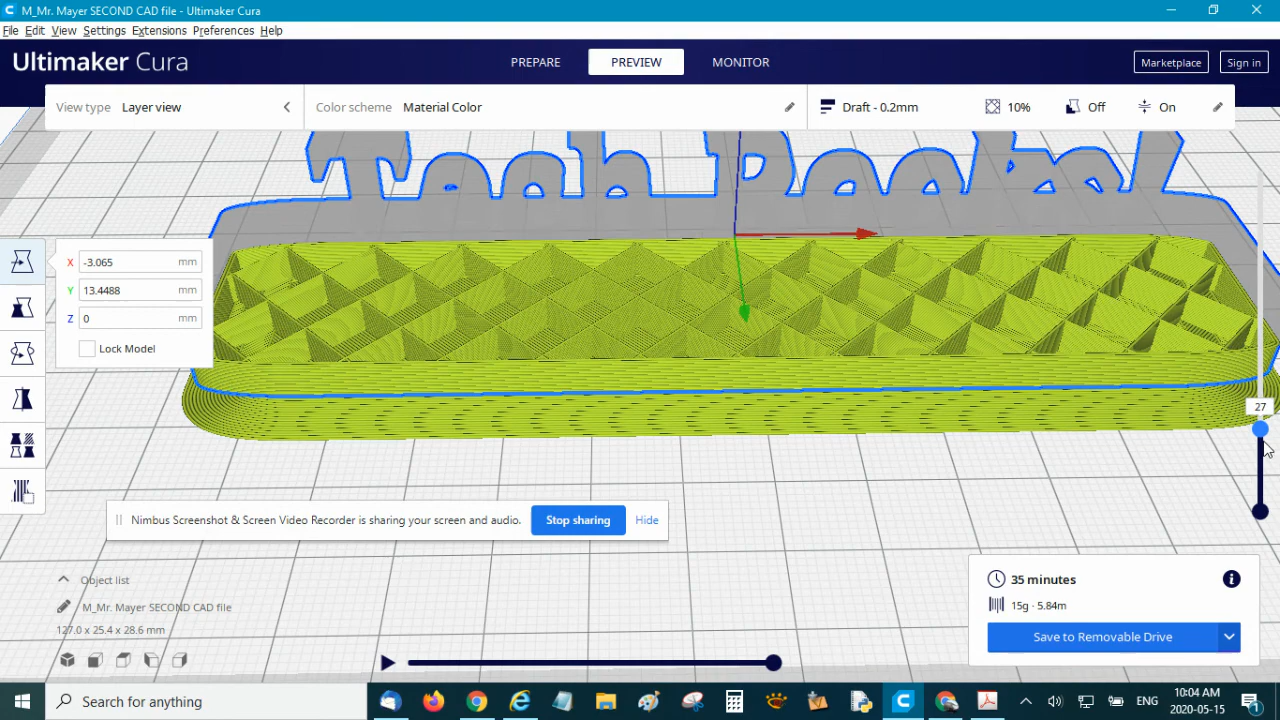 M_Mr. Mayer SECOND CAD file - Ultimaker Cura
File Edit View Settings Extensions Preferences Help
Ultimaker Cura
PREPARE
PREVIEW
MONITOR
Marketplace
Sign in
View type Layer view
Color scheme Material Color
Draft - 0.2mm
10%
Off
On
X -3.065 mm
Y 13.4488 mm
Z 0 mm
Lock Model
27
Nimbus Screenshot & Screen Video Recorder is sharing your screen and audio.
Stop sharing
Hide
Object list
M_Mr. Mayer SECOND CAD file
127.0 x 25.4 x 28.6 mm
35 minutes
15g · 5.84m
Save to Removable Drive
Search for anything
ENG
10:04 AM
2020-05-15
1